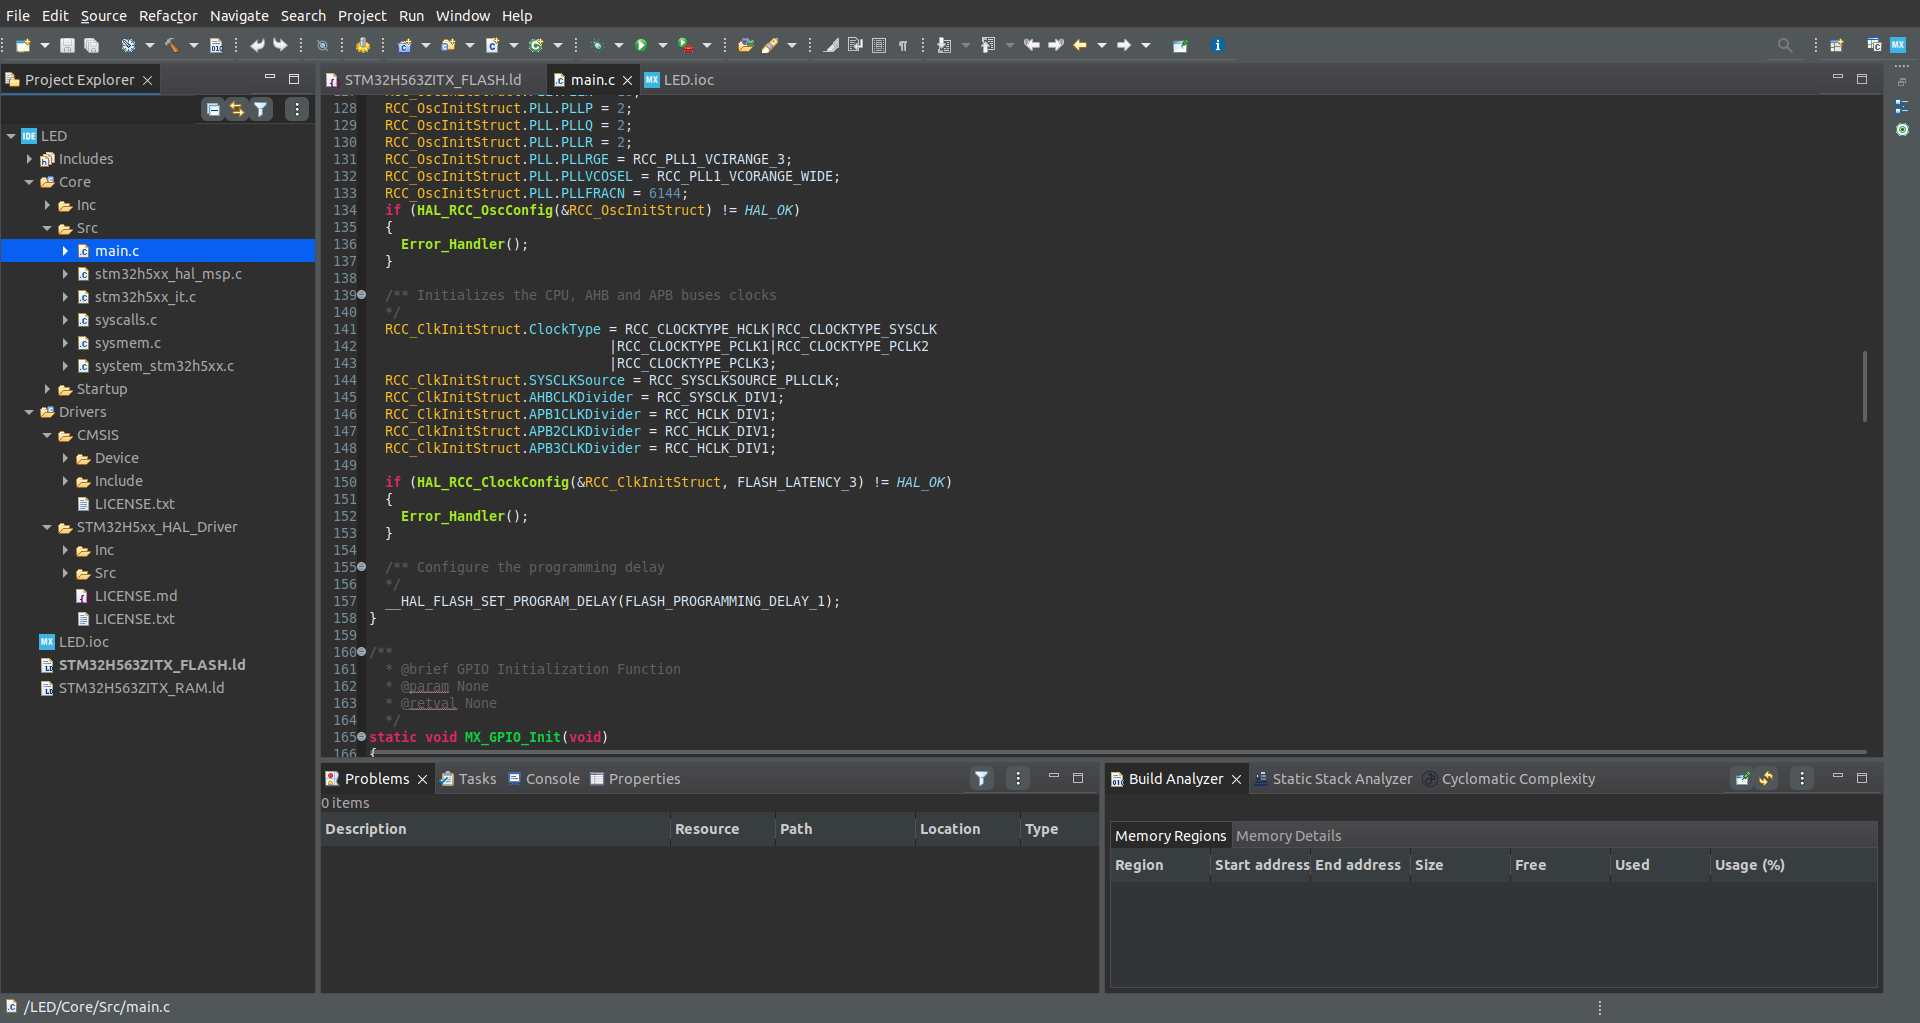 File Edit Source Refactor Navigate Search Project Run Window Help
Project Explorer
LED
Includes
Core
Inc
Src
main.c
stm32h5xx_hal_msp.c
stm32h5xx_it.c
syscalls.c
sysmem.c
system_stm32h5xx.c
Startup
Drivers
CMSIS
Device
Include
LICENSE.txt
STM32H5xx_HAL_Driver
Inc
Src
LICENSE.md
LICENSE.txt
LED.ioc
STM32H563ZITX_FLASH.ld
STM32H563ZITX_RAM.ld
STM32H563ZITX_FLASH.ld main.c LED.ioc
128 RCC_OscInitStruct.PLL.PLLP = 2;
129 RCC_OscInitStruct.PLL.PLLQ = 2;
130 RCC_OscInitStruct.PLL.PLLR = 2;
131 RCC_OscInitStruct.PLL.PLLRGE = RCC_PLL1_VCIRANGE_3;
132 RCC_OscInitStruct.PLL.PLLVCOSEL = RCC_PLL1_VCORANGE_WIDE;
133 RCC_OscInitStruct.PLL.PLLFRACN = 6144;
134 if (HAL_RCC_OscConfig(&RCC_OscInitStruct) != HAL_OK)
135 {
136 Error_Handler();
137 }
138
139 /** Initializes the CPU, AHB and APB buses clocks
140 */
141 RCC_ClkInitStruct.ClockType = RCC_CLOCKTYPE_HCLK|RCC_CLOCKTYPE_SYSCLK
142 |RCC_CLOCKTYPE_PCLK1|RCC_CLOCKTYPE_PCLK2
143 |RCC_CLOCKTYPE_PCLK3;
144 RCC_ClkInitStruct.SYSCLKSource = RCC_SYSCLKSOURCE_PLLCLK;
145 RCC_ClkInitStruct.AHBCLKDivider = RCC_SYSCLK_DIV1;
146 RCC_ClkInitStruct.APB1CLKDivider = RCC_HCLK_DIV1;
147 RCC_ClkInitStruct.APB2CLKDivider = RCC_HCLK_DIV1;
148 RCC_ClkInitStruct.APB3CLKDivider = RCC_HCLK_DIV1;
149
150 if (HAL_RCC_ClockConfig(&RCC_ClkInitStruct, FLASH_LATENCY_3) != HAL_OK)
151 {
152 Error_Handler();
153 }
154
155 /** Configure the programming delay
156 */
157 __HAL_FLASH_SET_PROGRAM_DELAY(FLASH_PROGRAMMING_DELAY_1);
158 }
159
160 /**
161 * @brief GPIO Initialization Function
162 * @param None
163 * @retval None
164 */
165 static void MX_GPIO_Init(void)
166 {
Problems Tasks Console Properties
0 items
Description Resource Path Location Type
Build Analyzer Static Stack Analyzer Cyclomatic Complexity
Memory Regions Memory Details
Region Start address End address Size Free Used Usage (%)
/LED/Core/Src/main.c